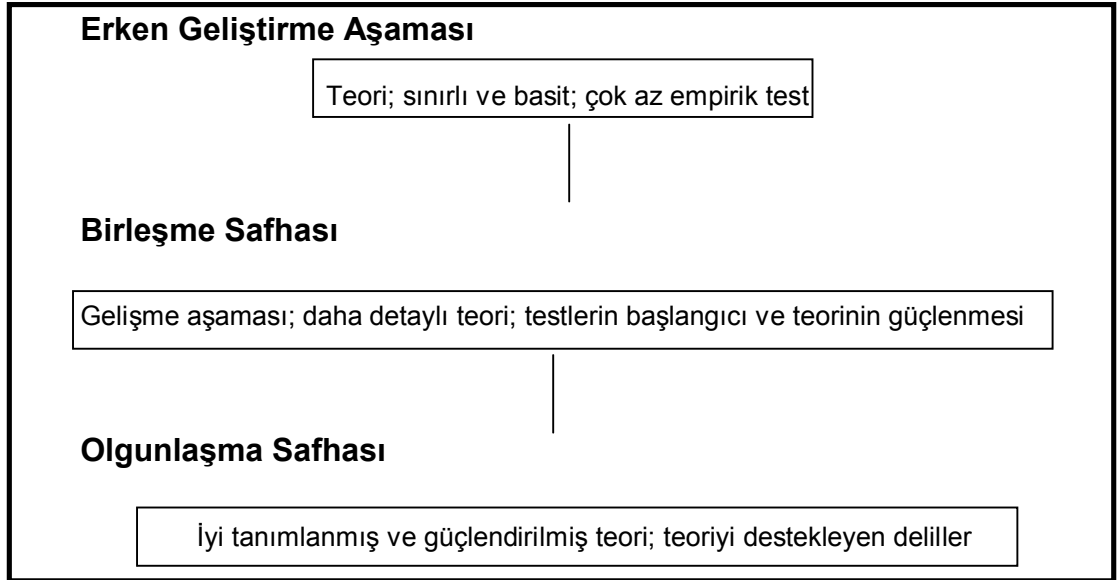 Erken Geliştirme Aşaması
Teori; sınırlı ve basit; çok az empirik test
Birleşme Safhası
Gelişme aşaması; daha detaylı teori; testlerin başlangıcı ve teorinin güçlenmesi
Olgunlaşma Safhası
İyi tanımlanmış ve güçlendirilmiş teori; teoriyi destekleyen deliller